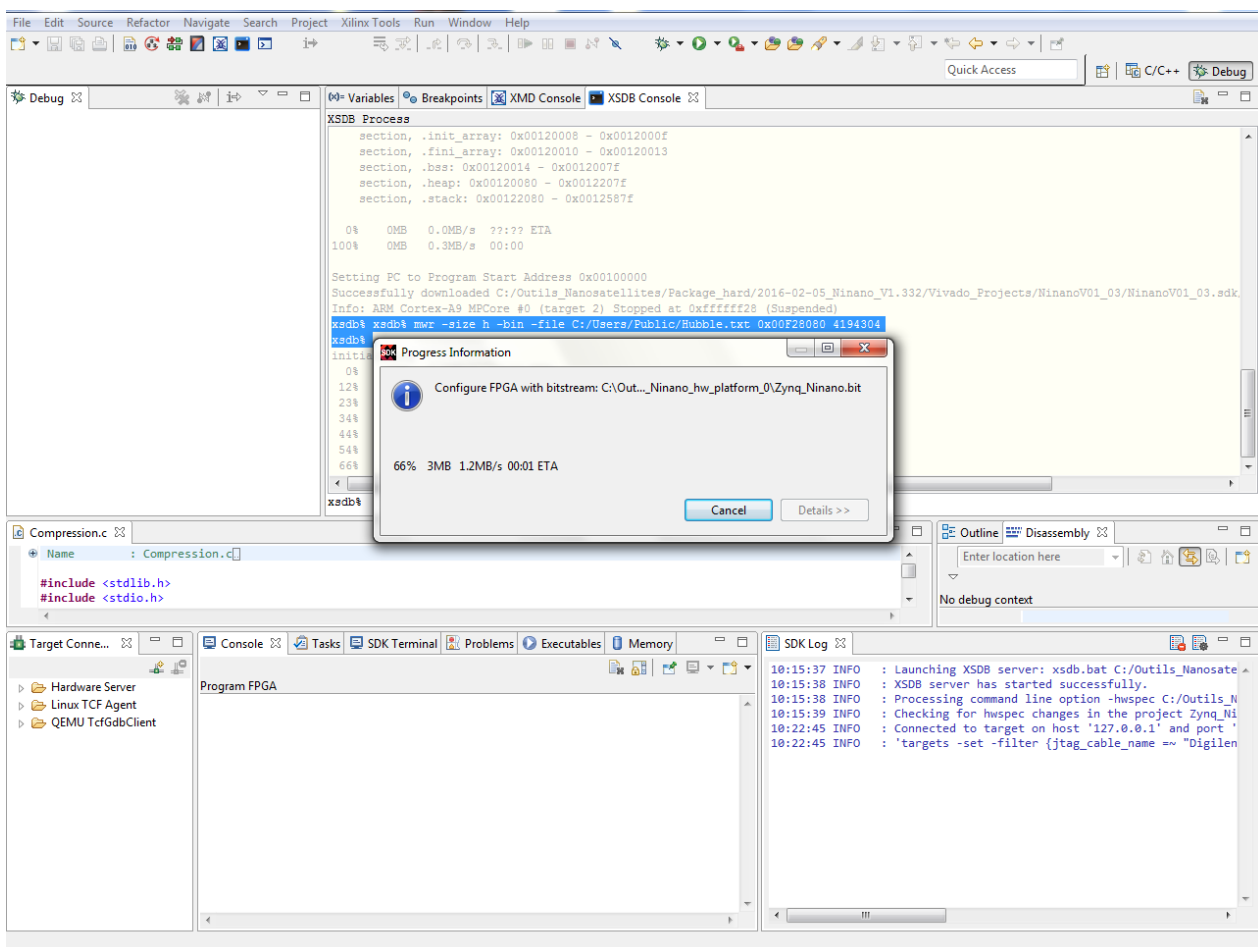 File Edit Source Refactor Navigate Search Project Xilinx Tools Run Window Help
Quick Access
C/C++
Debug
Debug
Variables
Breakpoints
XMD Console
XSDB Console
XSDB Process
section, .init_array: 0x00120008 - 0x0012000f
section, .fini_array: 0x00120010 - 0x00120013
section, .bss: 0x00120014 - 0x0012007f
section, .heap: 0x00120080 - 0x0012207f
section, .stack: 0x00122080 - 0x0012587f
0% 0MB 0.0MB/s ??:?? ETA
100% 0MB 0.3MB/s 00:00
Setting PC to Program Start Address 0x00100000
Successfully downloaded C:/Outils_Nanosatellites/Package_hard/2016-02-05_Ninano_V1.332/Vivado_Projects/NinanoV01_03/NinanoV01_03.sdk
Info: ARM Cortex-A9 MPCore #0 (target 2) Stopped at 0xffffff28 (Suspended)
xsdb% xsdb% mwr -size h -bin -file C:/Users/Public/Hubble.txt 0x00F28080 4194304
xsdb%
initia
0%
12%
23%
34%
44%
54%
66%
xsdb%
SDK Progress Information
Configure FPGA with bitstream: C:\Out..._Ninano_hw_platform_0\Zynq_Ninano.bit
66% 3MB 1.2MB/s 00:01 ETA
Cancel
Details >>
Compression.c
Name : Compression.c
#include <stdlib.h>
#include <stdio.h>
Outline
Disassembly
Enter location here
No debug context
Target Conne...
Hardware Server
Linux TCF Agent
QEMU TcfGdbClient
Console
Tasks
SDK Terminal
Problems
Executables
Memory
Program FPGA
SDK Log
10:15:37 INFO : Launching XSDB server: xsdb.bat C:/Outils_Nanosate
10:15:38 INFO : XSDB server has started successfully.
10:15:38 INFO : Processing command line option -hwspec C:/Outils_N
10:15:39 INFO : Checking for hwspec changes in the project Zynq_Ni
10:22:45 INFO : Connected to target on host '127.0.0.1' and port '
10:22:45 INFO : 'targets -set -filter {jtag_cable_name =~ "Digilen